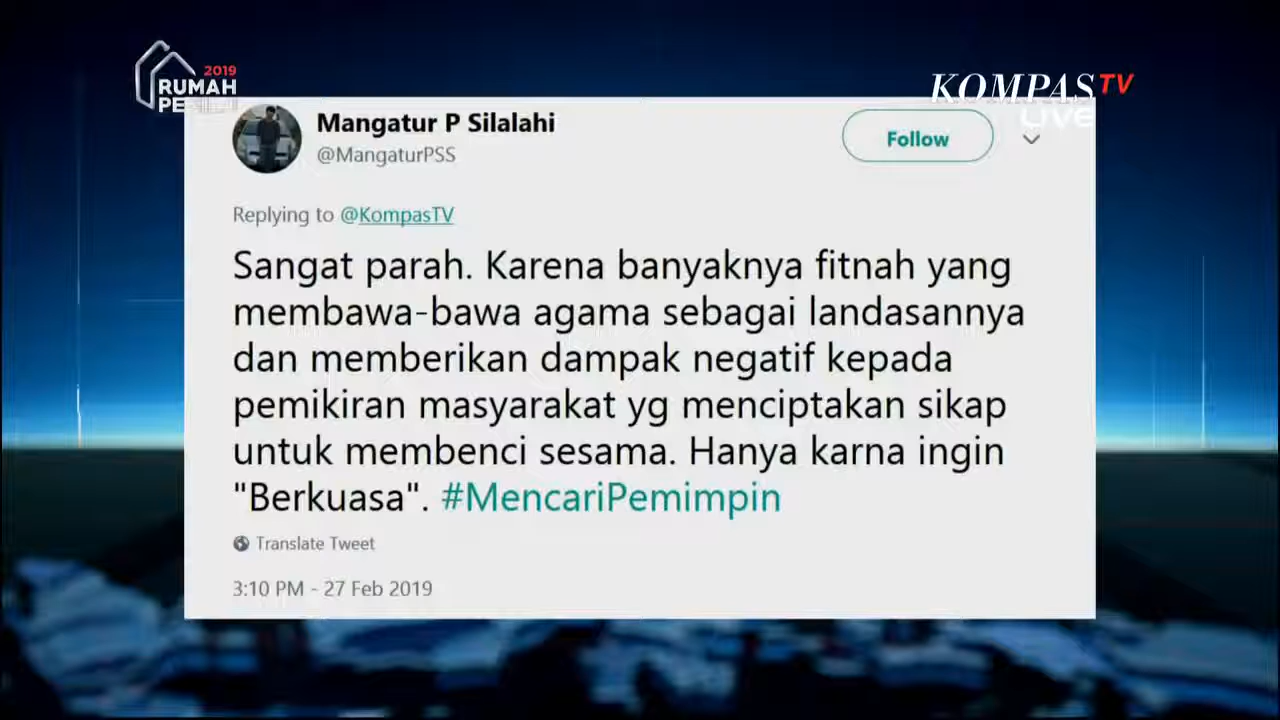 2019
RUMAH
KOMPAS TV
LIVE
Mangatur P Silalahi
@MangaturPSS
Follow
Replying to @KompasTV
Sangat parah. Karena banyaknya fitnah yang
membawa-bawa agama sebagai landasannya
dan memberikan dampak negatif kepada
pemikiran masyarakat yg menciptakan sikap
untuk membenci sesama. Hanya karna ingin
"Berkuasa". #MencariPemimpin
Translate Tweet
3:10 PM - 27 Feb 2019